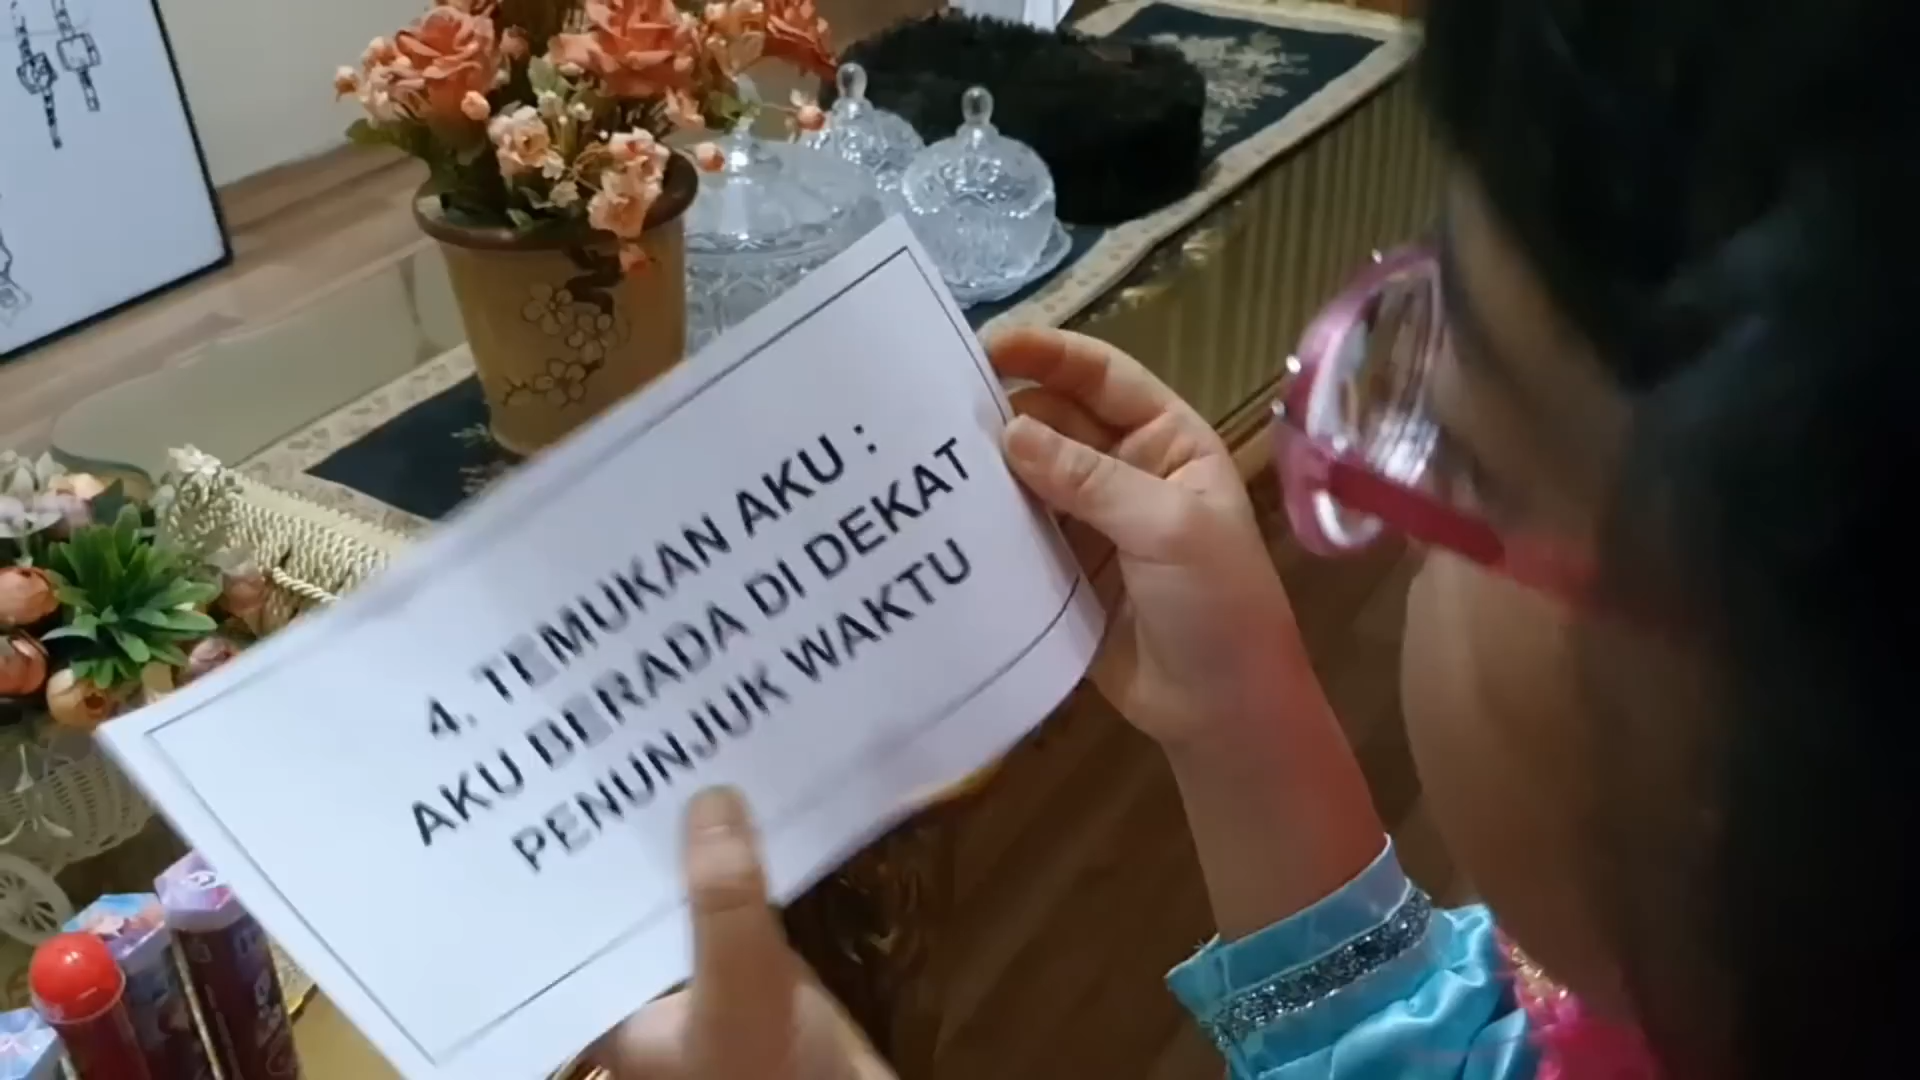 4. TEMUKAN AKU :
AKU BERADA DI DEKAT
PENUNJUK WAKTU